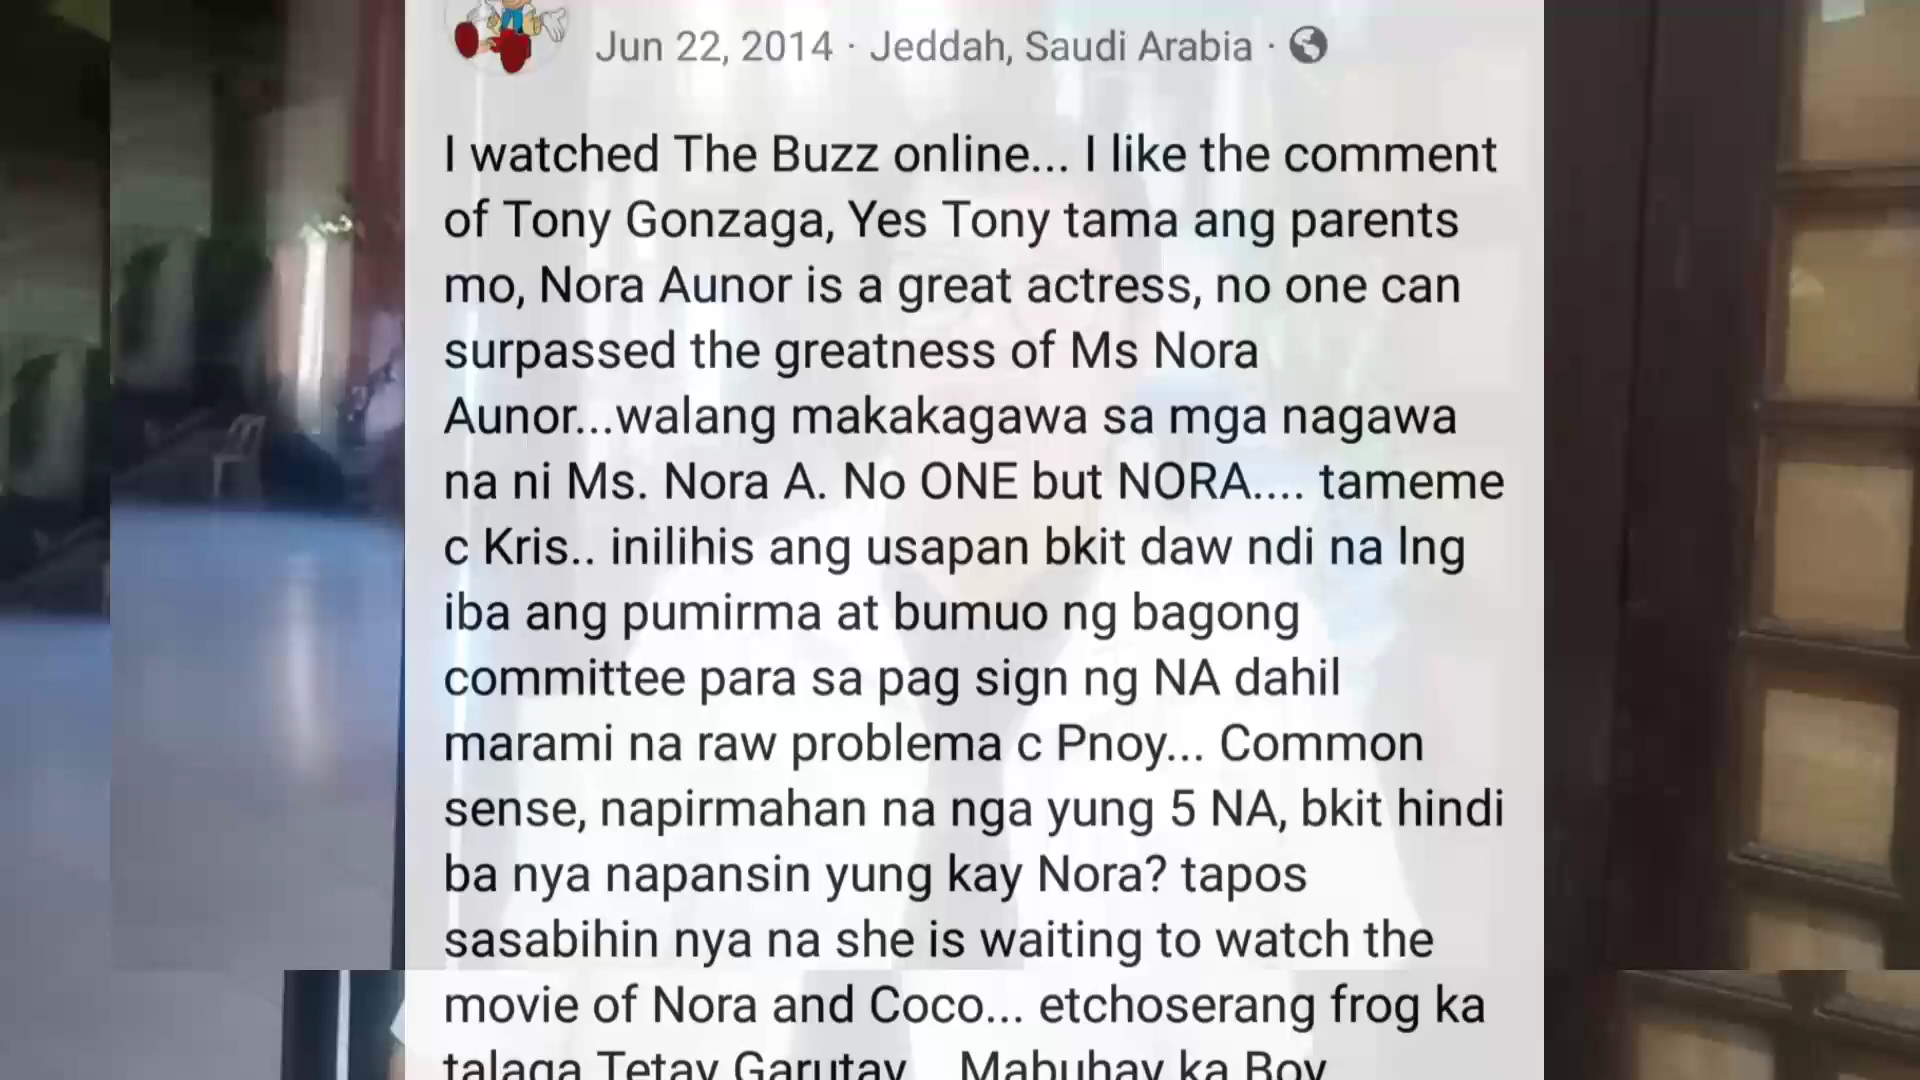 Jun 22, 2014 · Jeddah, Saudi Arabia ·
I watched The Buzz online... I like the comment
of Tony Gonzaga, Yes Tony tama ang parents
mo, Nora Aunor is a great actress, no one can
surpassed the greatness of Ms Nora
Aunor...walang makakagawa sa mga nagawa
na ni Ms. Nora A. No ONE but NORA.... tameme
c Kris.. inilihis ang usapan bkit daw ndi na lng
iba ang pumirma at bumuo ng bagong
committee para sa pag sign ng NA dahil
marami na raw problema c Pnoy... Common
sense, napirmahan na nga yung 5 NA, bkit hindi
ba nya napansin yung kay Nora? tapos
sasabihin nya na she is waiting to watch the
movie of Nora and Coco... etchoserang frog ka
talaga Tetay Garutay... Mabuhay ka Boy